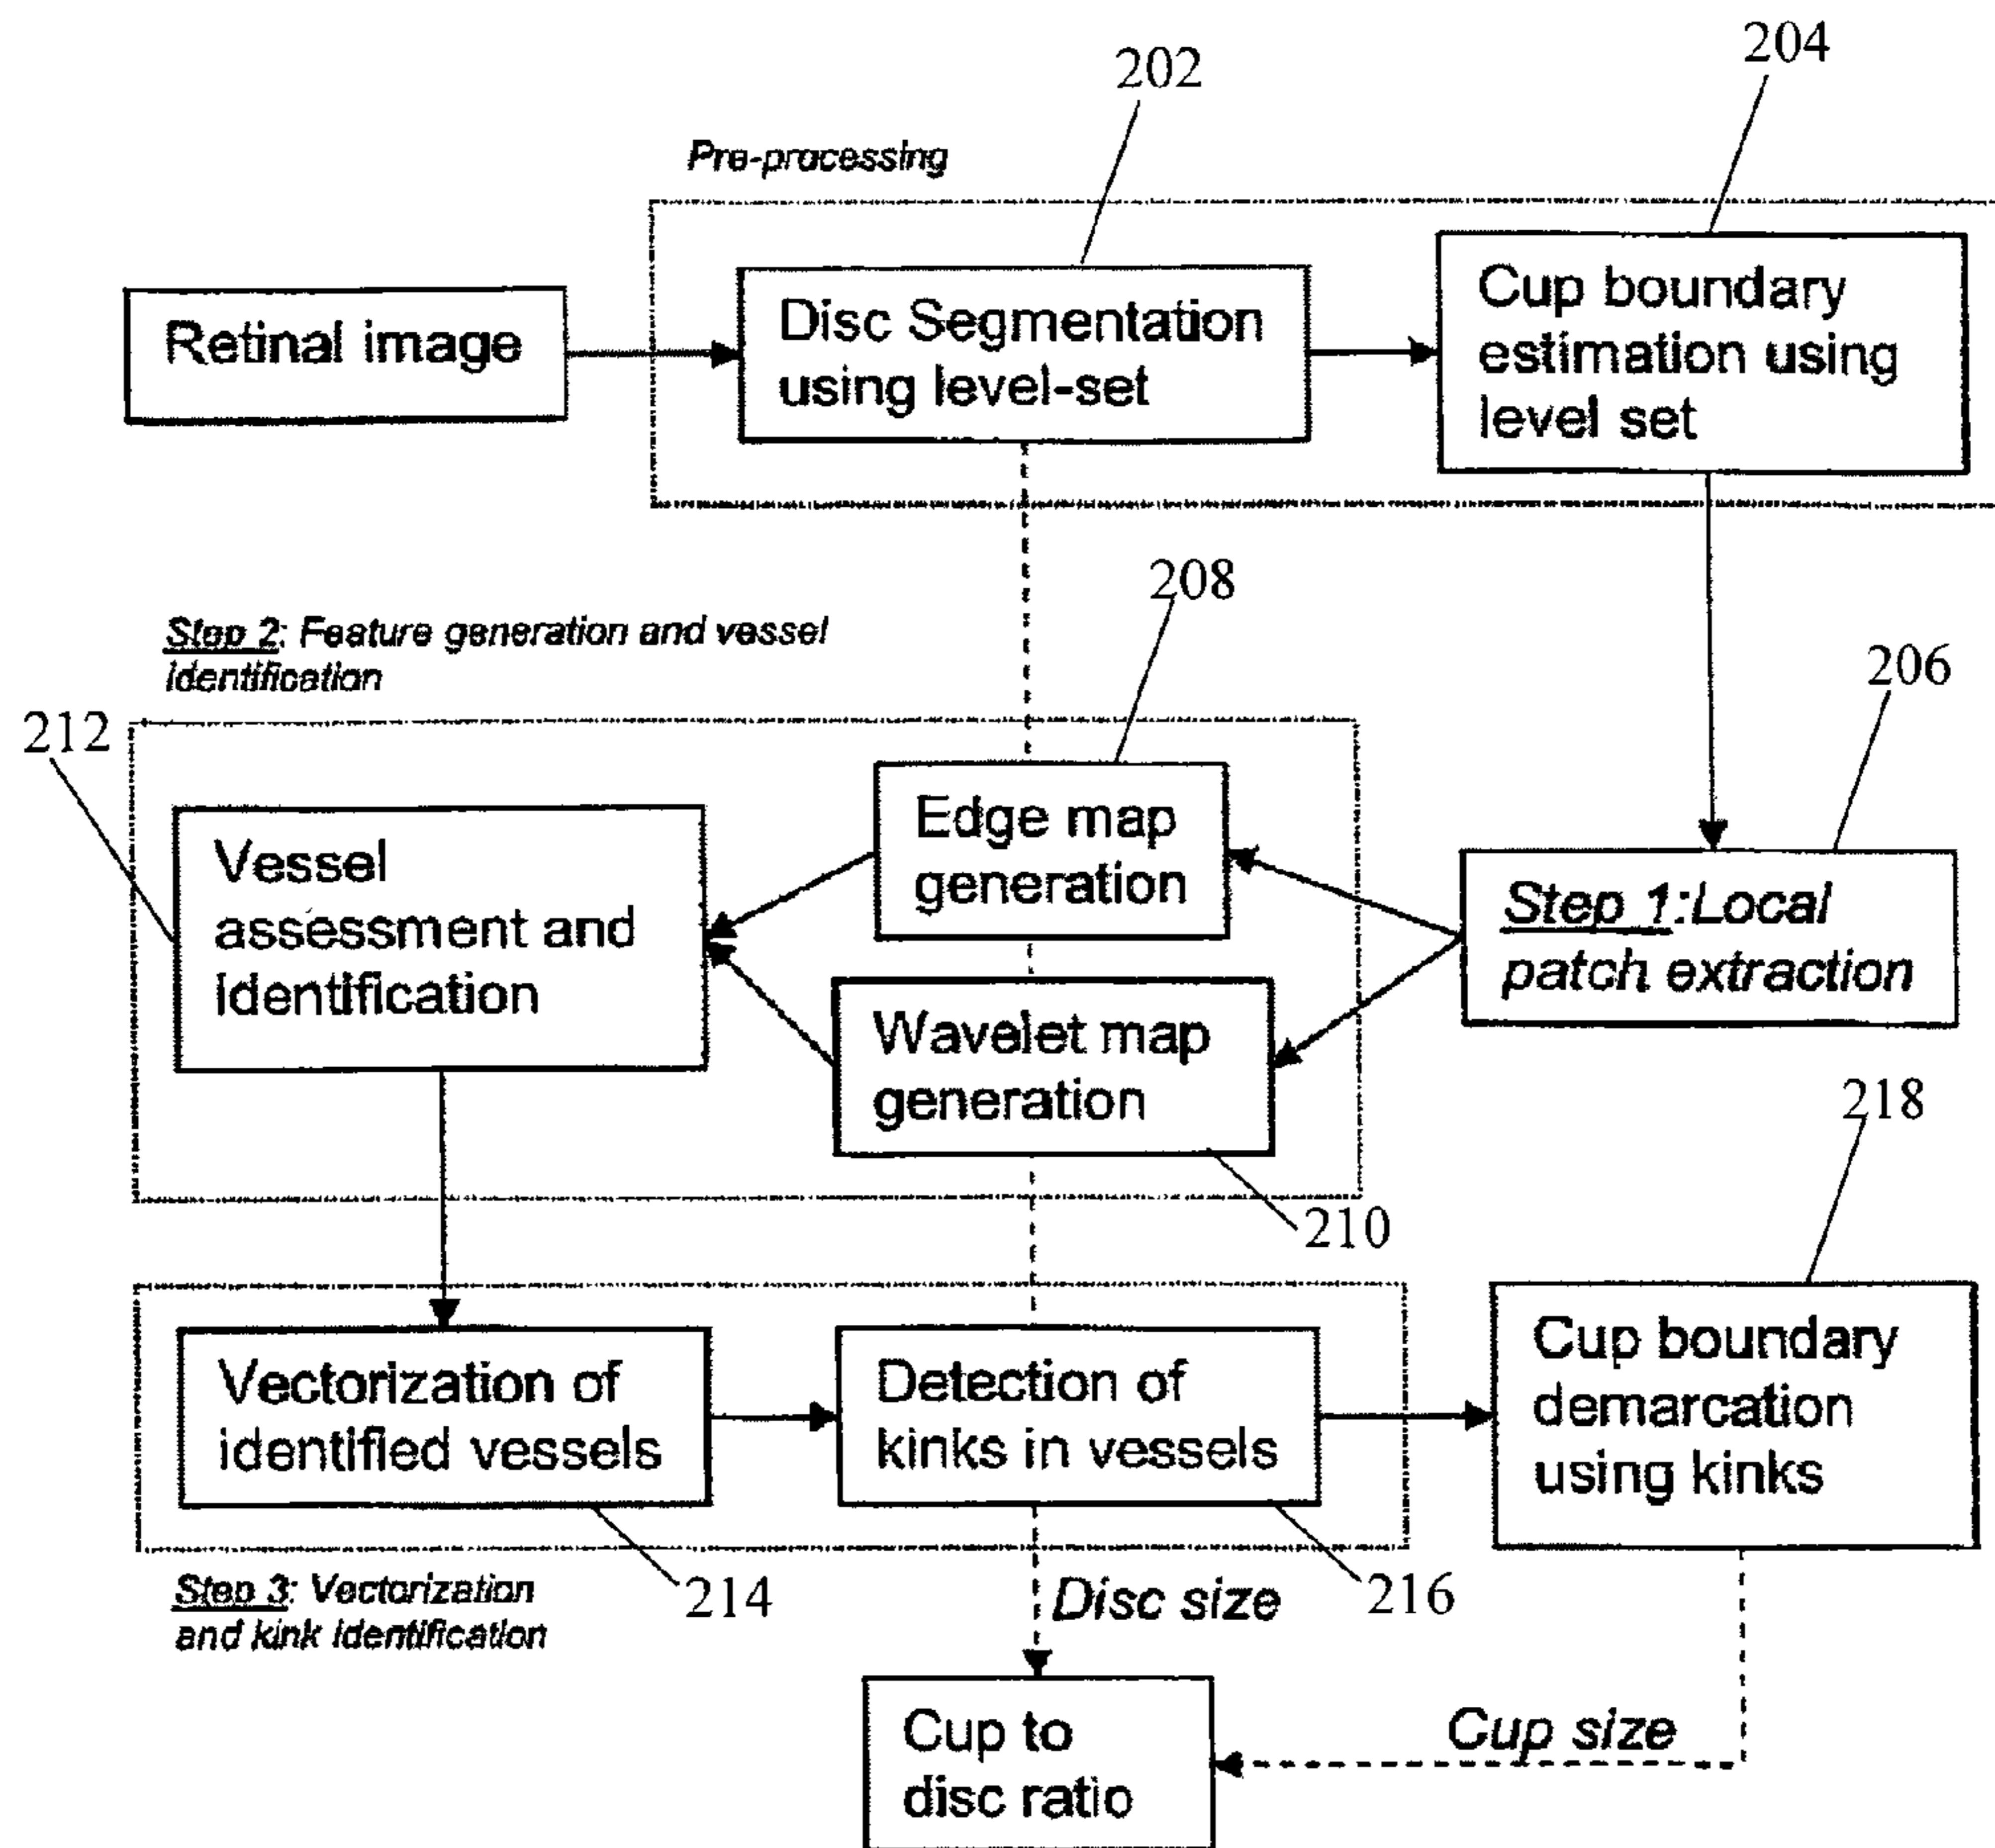 202
204
Pre-processing
Retinal image
Disc Segmentation
using level-set
Cup boundary
estimation using
level set
208
Step 2: Feature generation and vessel
identification
206
212
Edge map
generation
Vessel
assessment and
identification
Step 1:Local
patch extraction
Wavelet map
generation
218
210
Vectorization of
identified vessels
Detection of
kinks in vessels
Cup boundary
demarcation
using kinks
Step 3: Vectorization
and kink identification
214
Disc size
216
Cup to
disc ratio
Cup size